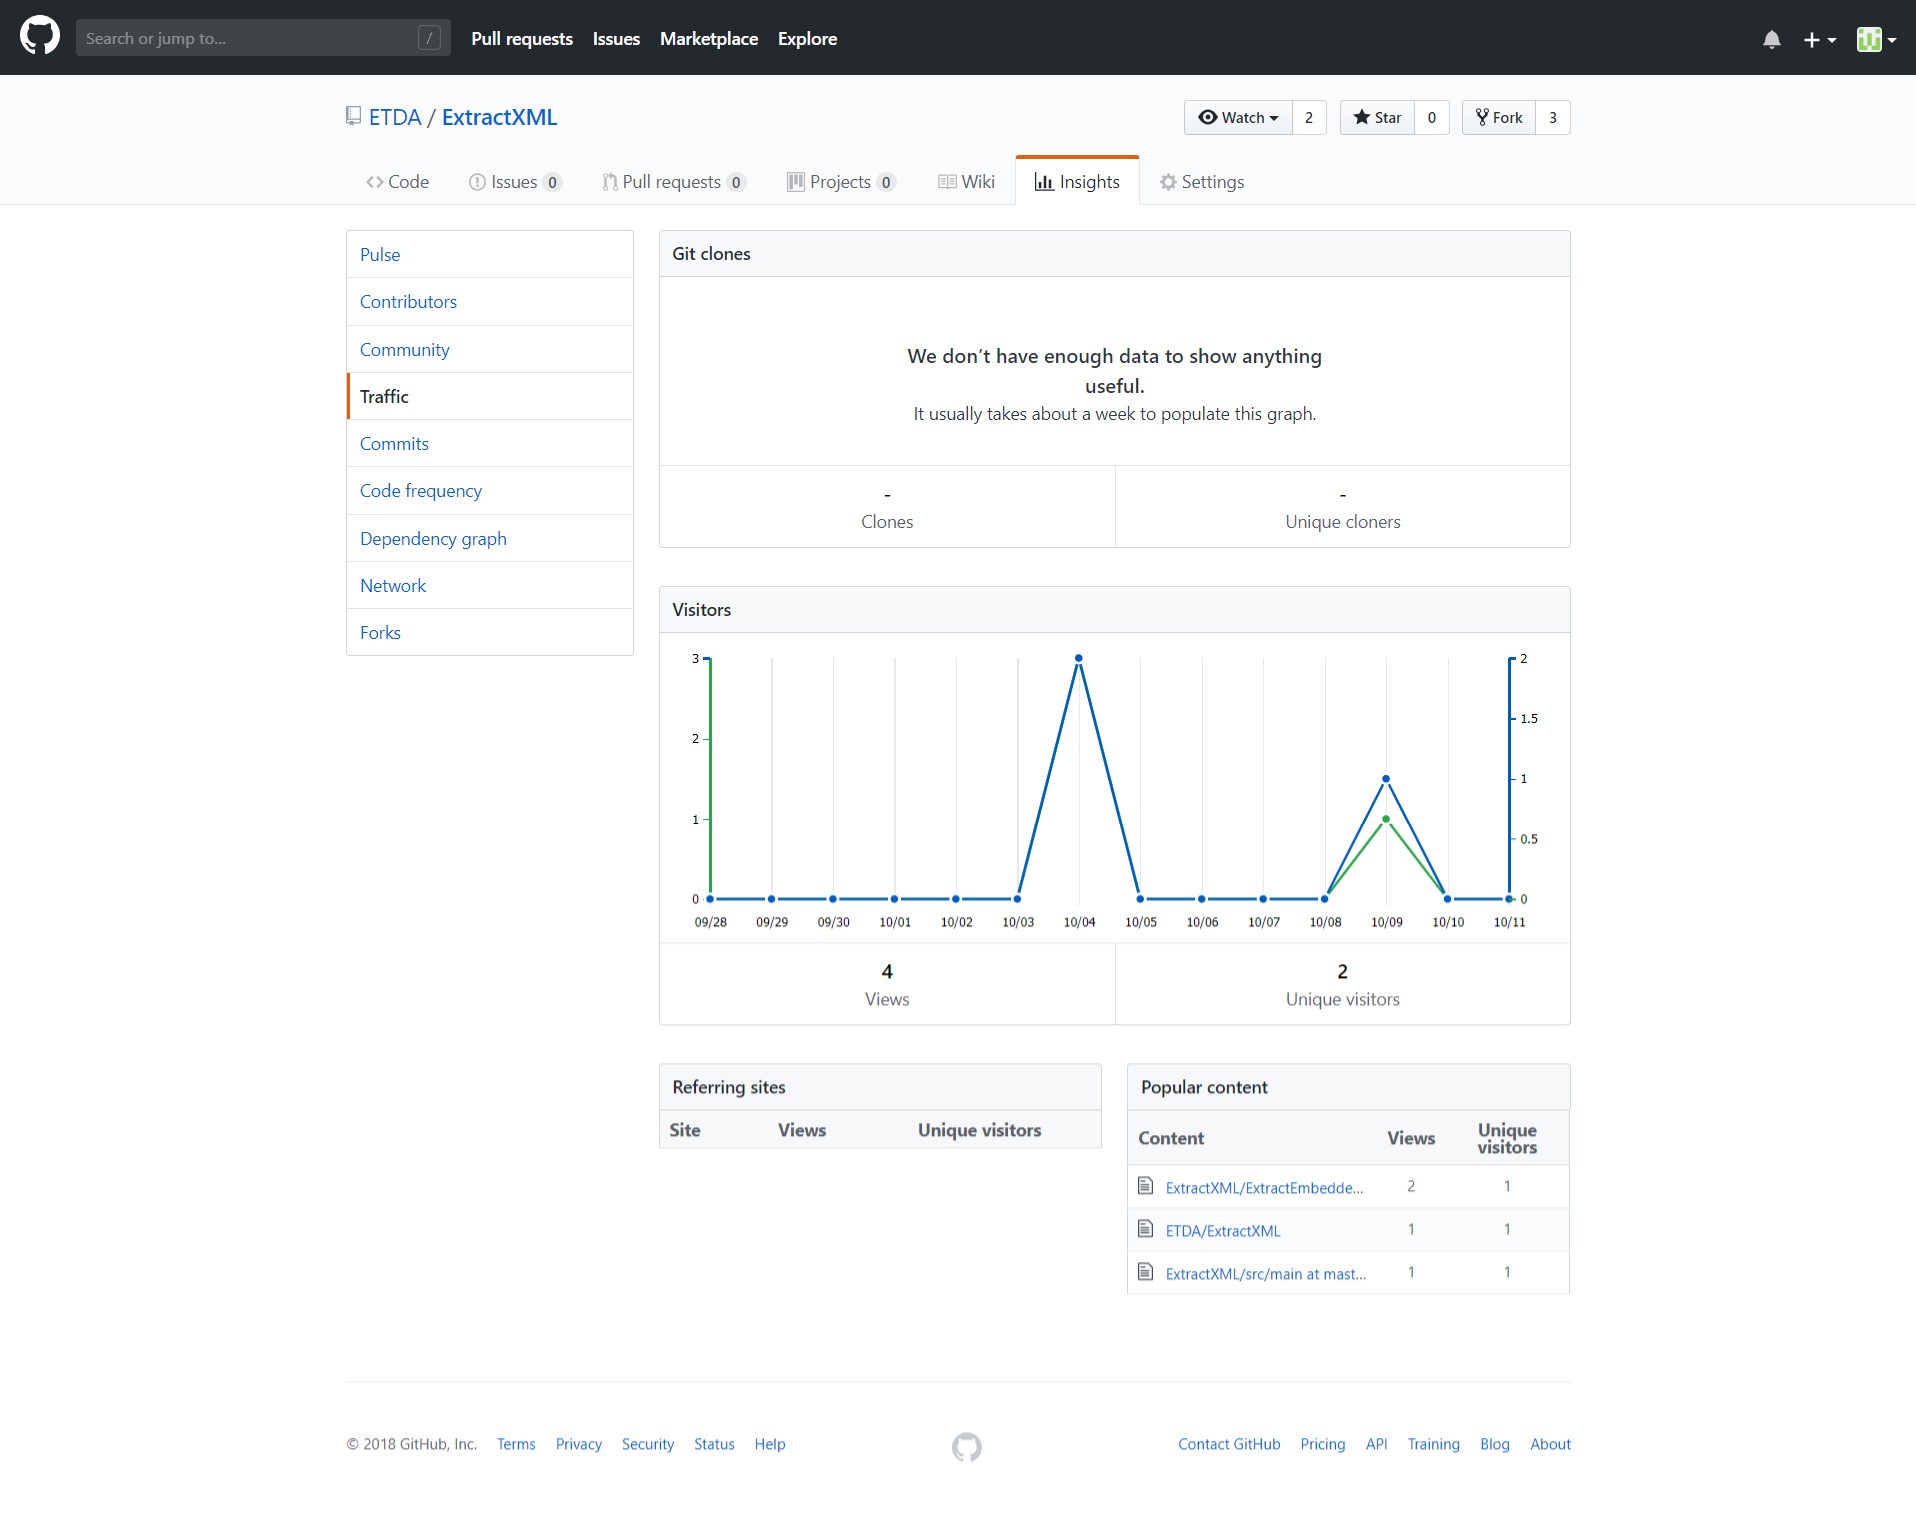 Search or jump to... / Pull requests Issues Marketplace Explore
ETDA / ExtractXML Watch 2 Star 0 Fork 3
Code Issues 0 Pull requests 0 Projects 0 Wiki Insights Settings
Pulse
Contributors
Community
Traffic
Commits
Code frequency
Dependency graph
Network
Forks
Git clones
We don't have enough data to show anything
useful.
It usually takes about a week to populate this graph.
- -
Clones Unique cloners
Visitors
3 2
1.5
2
1
1
0.5
0 0
09/28 09/29 09/30 10/01 10/02 10/03 10/04 10/05 10/06 10/07 10/08 10/09 10/10 10/11
4 2
Views Unique visitors
Referring sites
Site Views Unique visitors
Popular content
Content Views Unique
visitors
ExtractXML/ExtractEmbedde... 2 1
ETDA/ExtractXML 1 1
ExtractXML/src/main at mast... 1 1
© 2018 GitHub, Inc. Terms Privacy Security Status Help Contact GitHub Pricing API Training Blog About